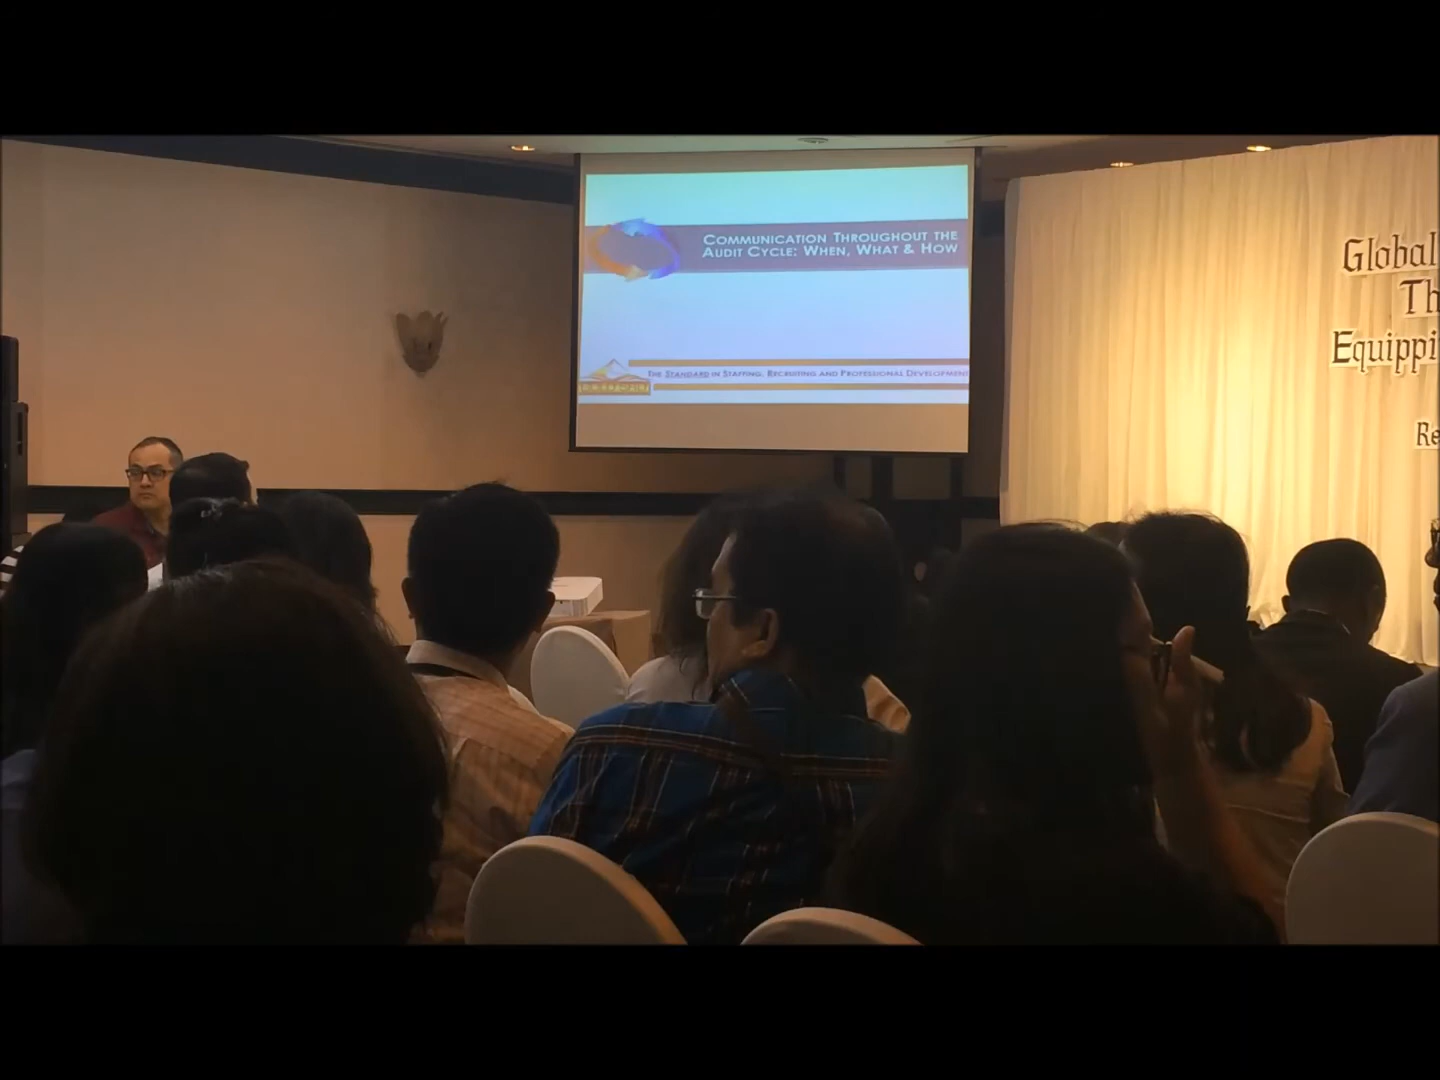 COMMUNICATION THROUGHOUT THE
AUDIT CYCLE: WHEN, WHAT & HOW
THE STANDARD IN STAFFING, RECRUITING AND PROFESSIONAL DEVELOPMENT
Global
Th
Equippi
Re